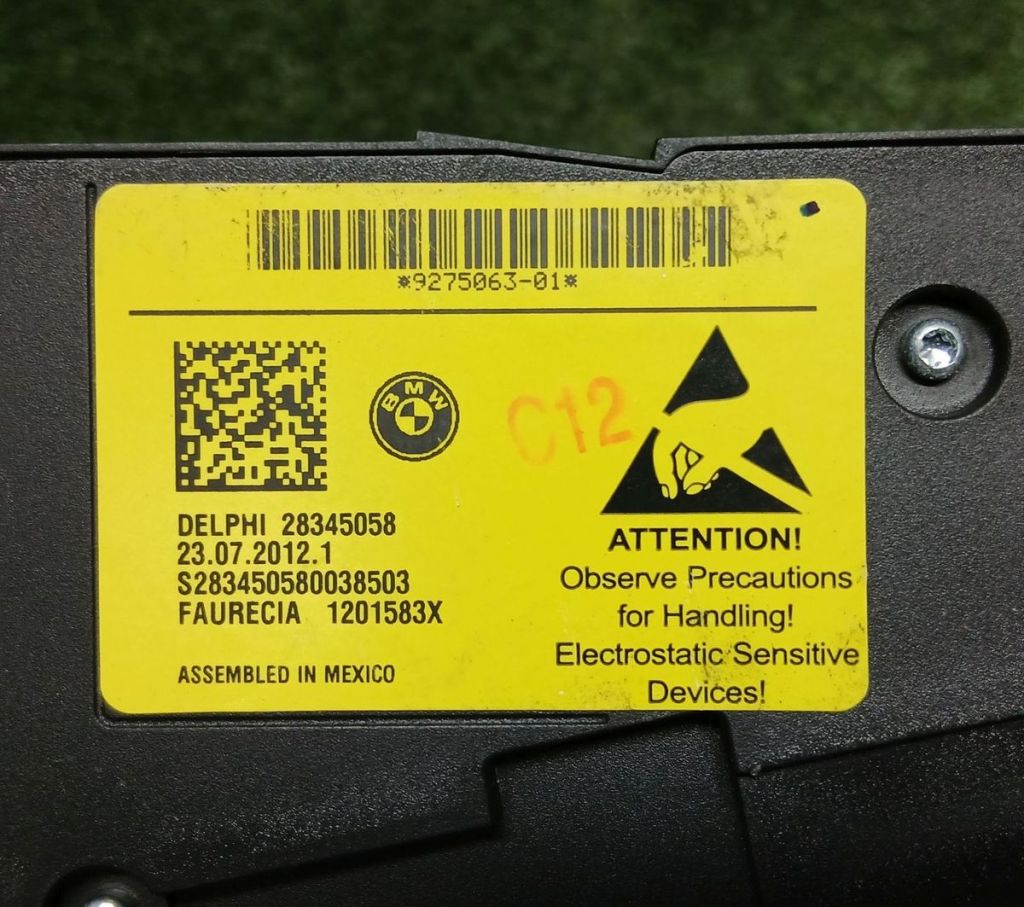 *9275063-01*
BMW
C12
DELPHI 28345058
23.07.2012.1
S283450580038503
FAURECIA 1201583X
ASSEMBLED IN MEXICO
ATTENTION!
Observe Precautions
for Handling!
Electrostatic Sensitive
Devices!